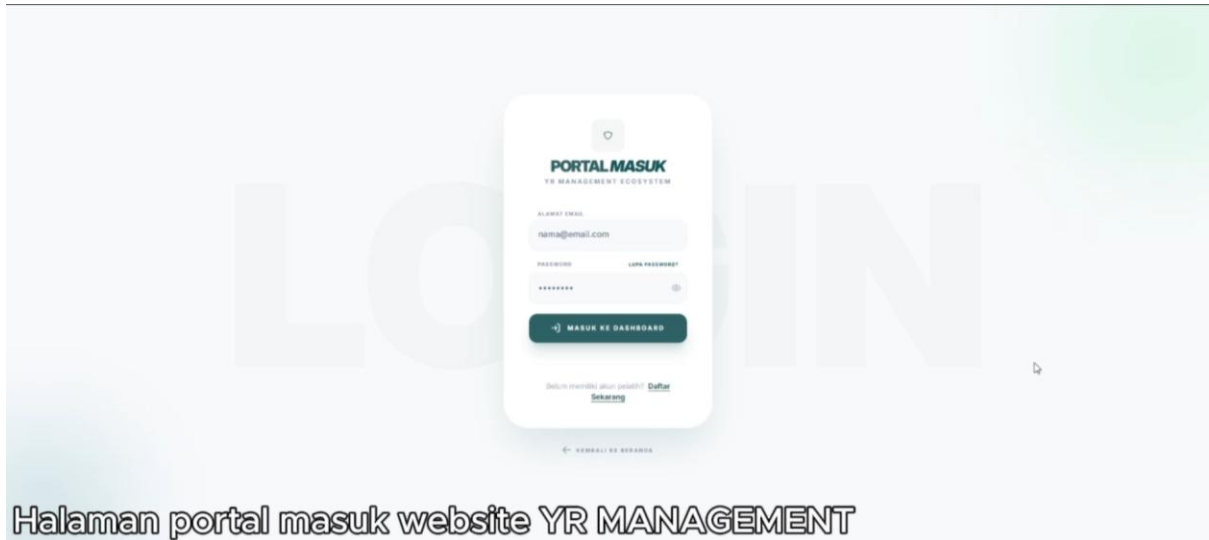 LOGIN
PORTAL MASUK
YR MANAGEMENT ECOSYSTEM
ALAMAT EMAIL
nama@email.com
PASSWORD LUPA PASSWORD?
••••••••
MASUK KE DASHBOARD
Belum memiliki akun pelatih? Daftar
Sekarang
KEMBALI KE BERANDA
Halaman portal masuk website YR MANAGEMENT